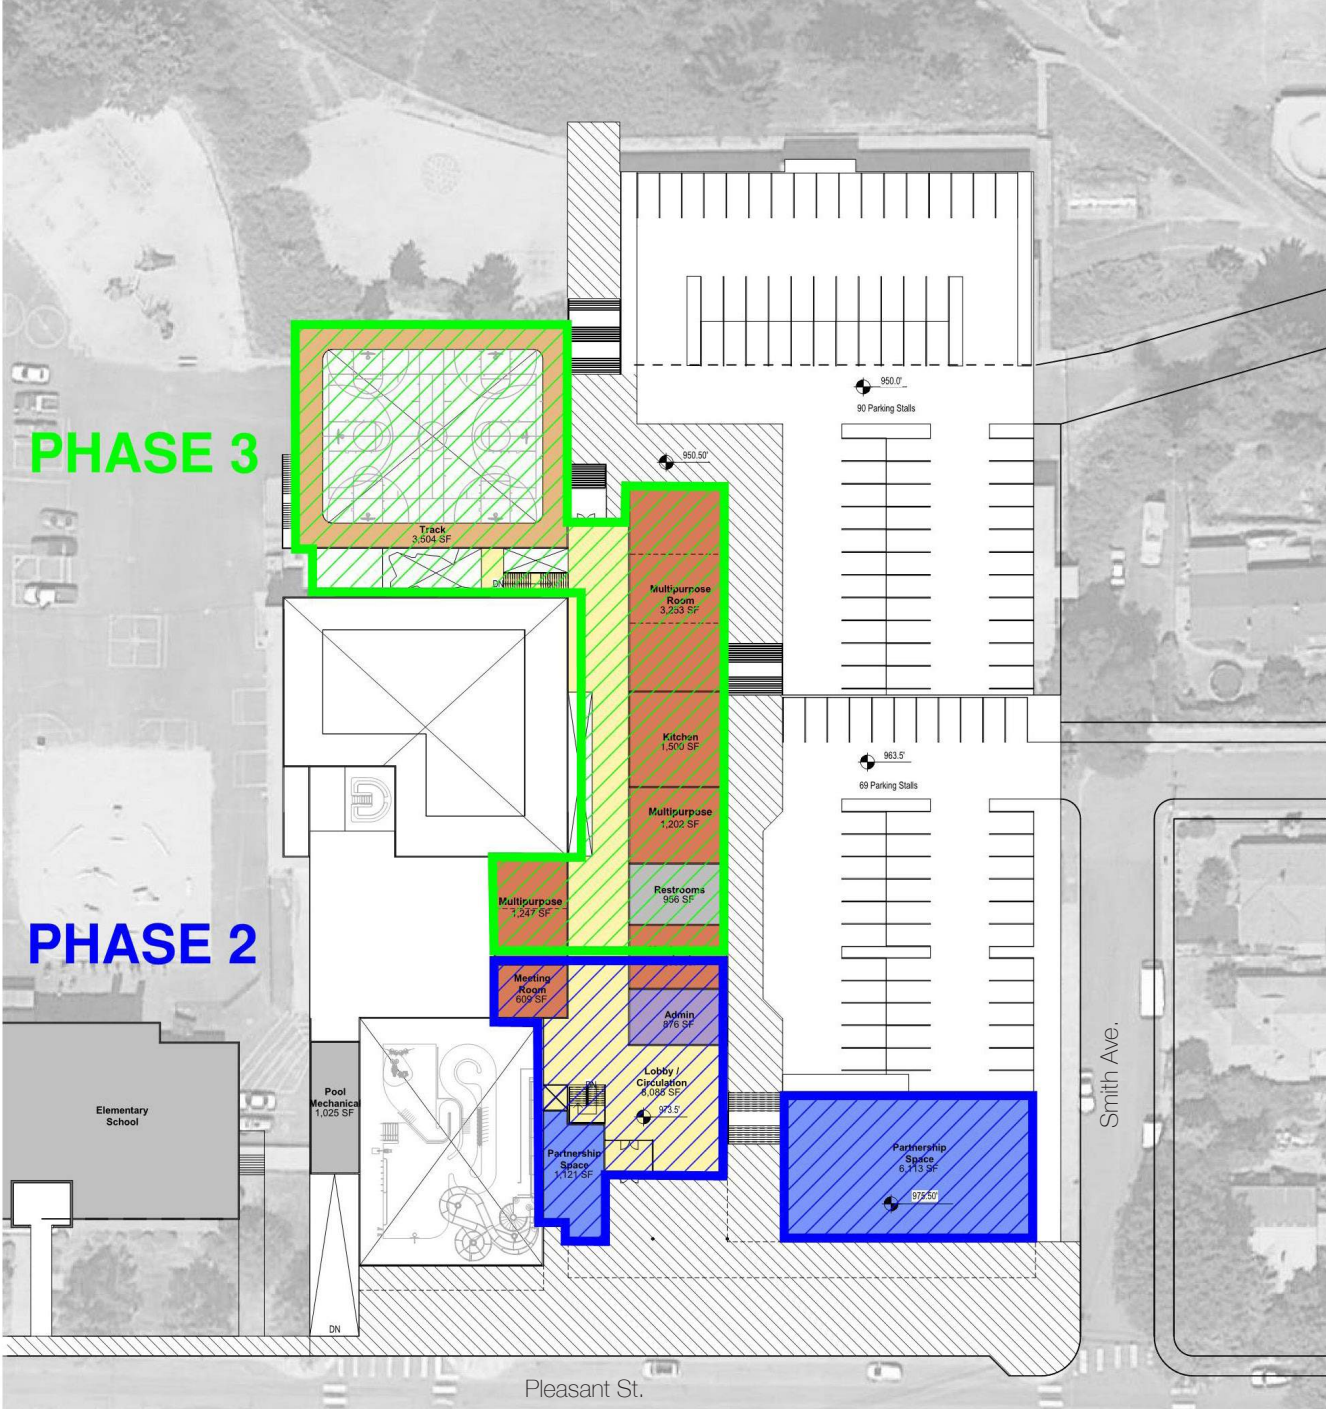 950.0'
90 Parking Stalls
PHASE 3
950.50'
Track
3,504 SF
DN
Multipurpose
Room
3,253 SF
Kitchen
1,500 SF
963.5'
69 Parking Stalls
Multipurpose
1,202 SF
Restrooms
956 SF
Multipurpose
1,247 SF
PHASE 2
Meeting
Room
609 SF
Admin
876 SF
Lobby /
Circulation
DN
973.5'
Pool
Mechanical
1,025 SF
Elementary
School
Smith Ave.
Partnership
Space
1,121 SF
Partnership
Space
6,113 SF
975.50'
DN
Pleasant St.